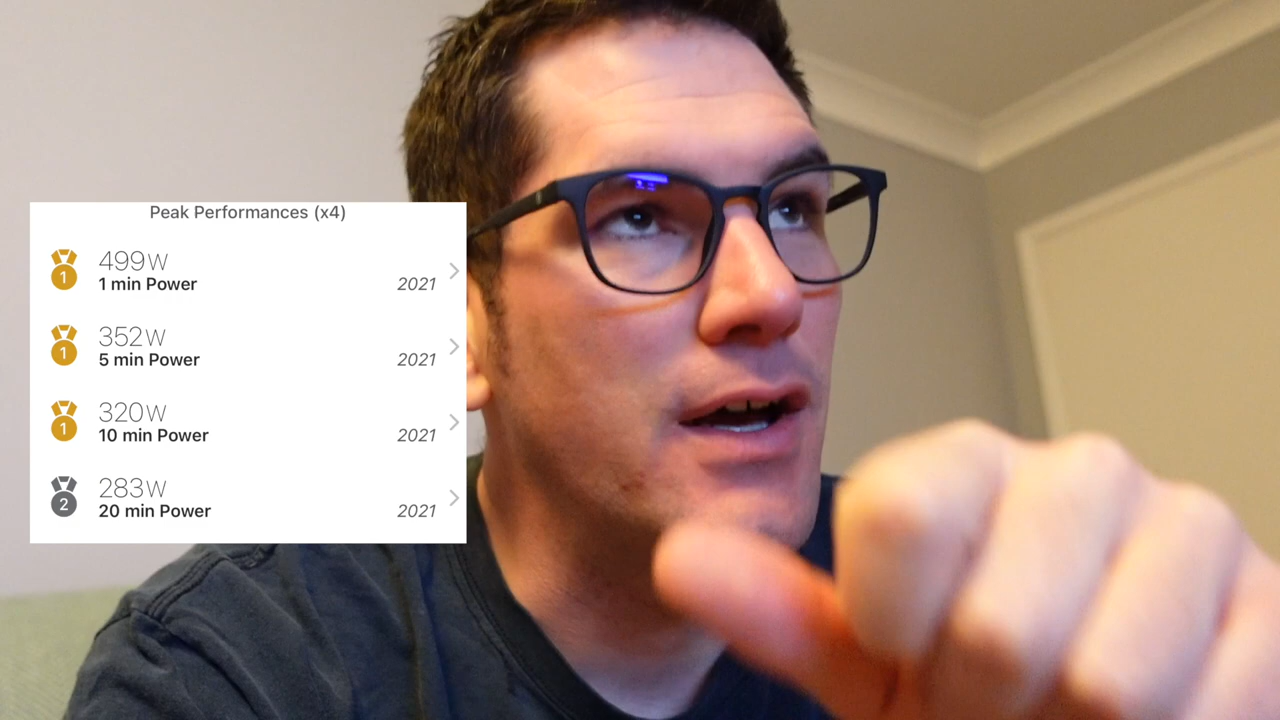 Peak Performances (x4)
1 499W
1 min Power 2021
1 352W
5 min Power 2021
1 320W
10 min Power 2021
2 283W
20 min Power 2021